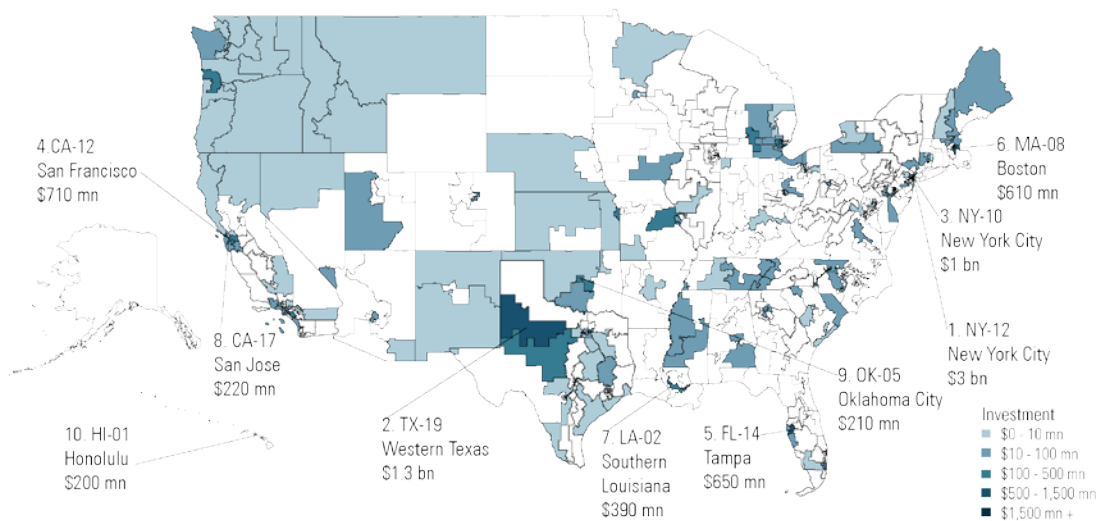 4 CA-12
San Francisco
$710 mn
6. MA-08
Boston
$610 mn
3. NY-10
New York City
$1 bn
8. CA-17
San Jose
$220 mn
1. NY-12
New York City
$3 bn
9. OK-05
Oklahoma City
$210 mn
2. TX-19
Western Texas
$1.3 bn
10. HI-01
Honolulu
$200 mn
7. LA-02
Southern
Louisiana
$390 mn
5. FL-14
Tampa
$650 mn
Investment
$0 - 10 mn
$10 - 100 mn
$100 - 500 mn
$500 - 1,500 mn
$1,500 mn +